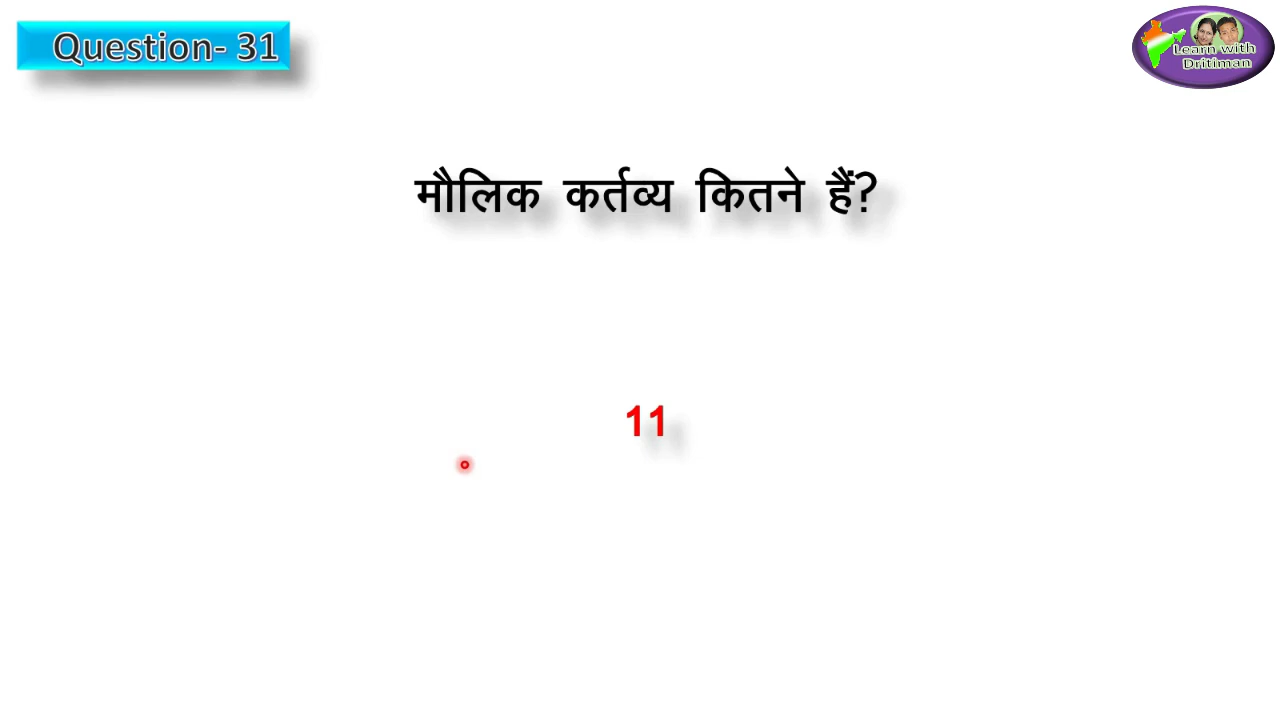 Question- 31
Learn with
Dritiman
मौलिक कर्तव्य कितने हैं?
11